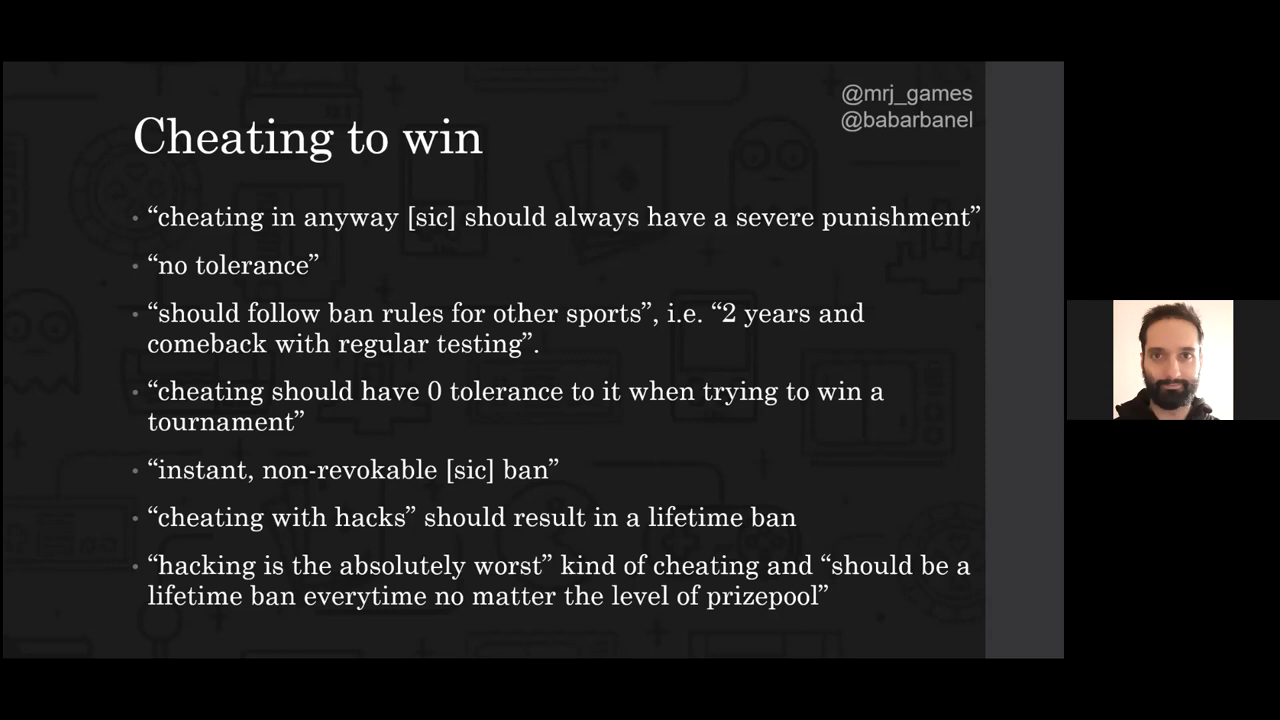 @mrj_games
@babarbanel
Cheating to win
• “cheating in anyway [sic] should always have a severe punishment”
• “no tolerance”
• “should follow ban rules for other sports”, i.e. “2 years and
comeback with regular testing”.
• “cheating should have 0 tolerance to it when trying to win a
tournament”
• “instant, non-revokable [sic] ban”
• “cheating with hacks” should result in a lifetime ban
• “hacking is the absolutely worst” kind of cheating and “should be a
lifetime ban everytime no matter the level of prizepool”